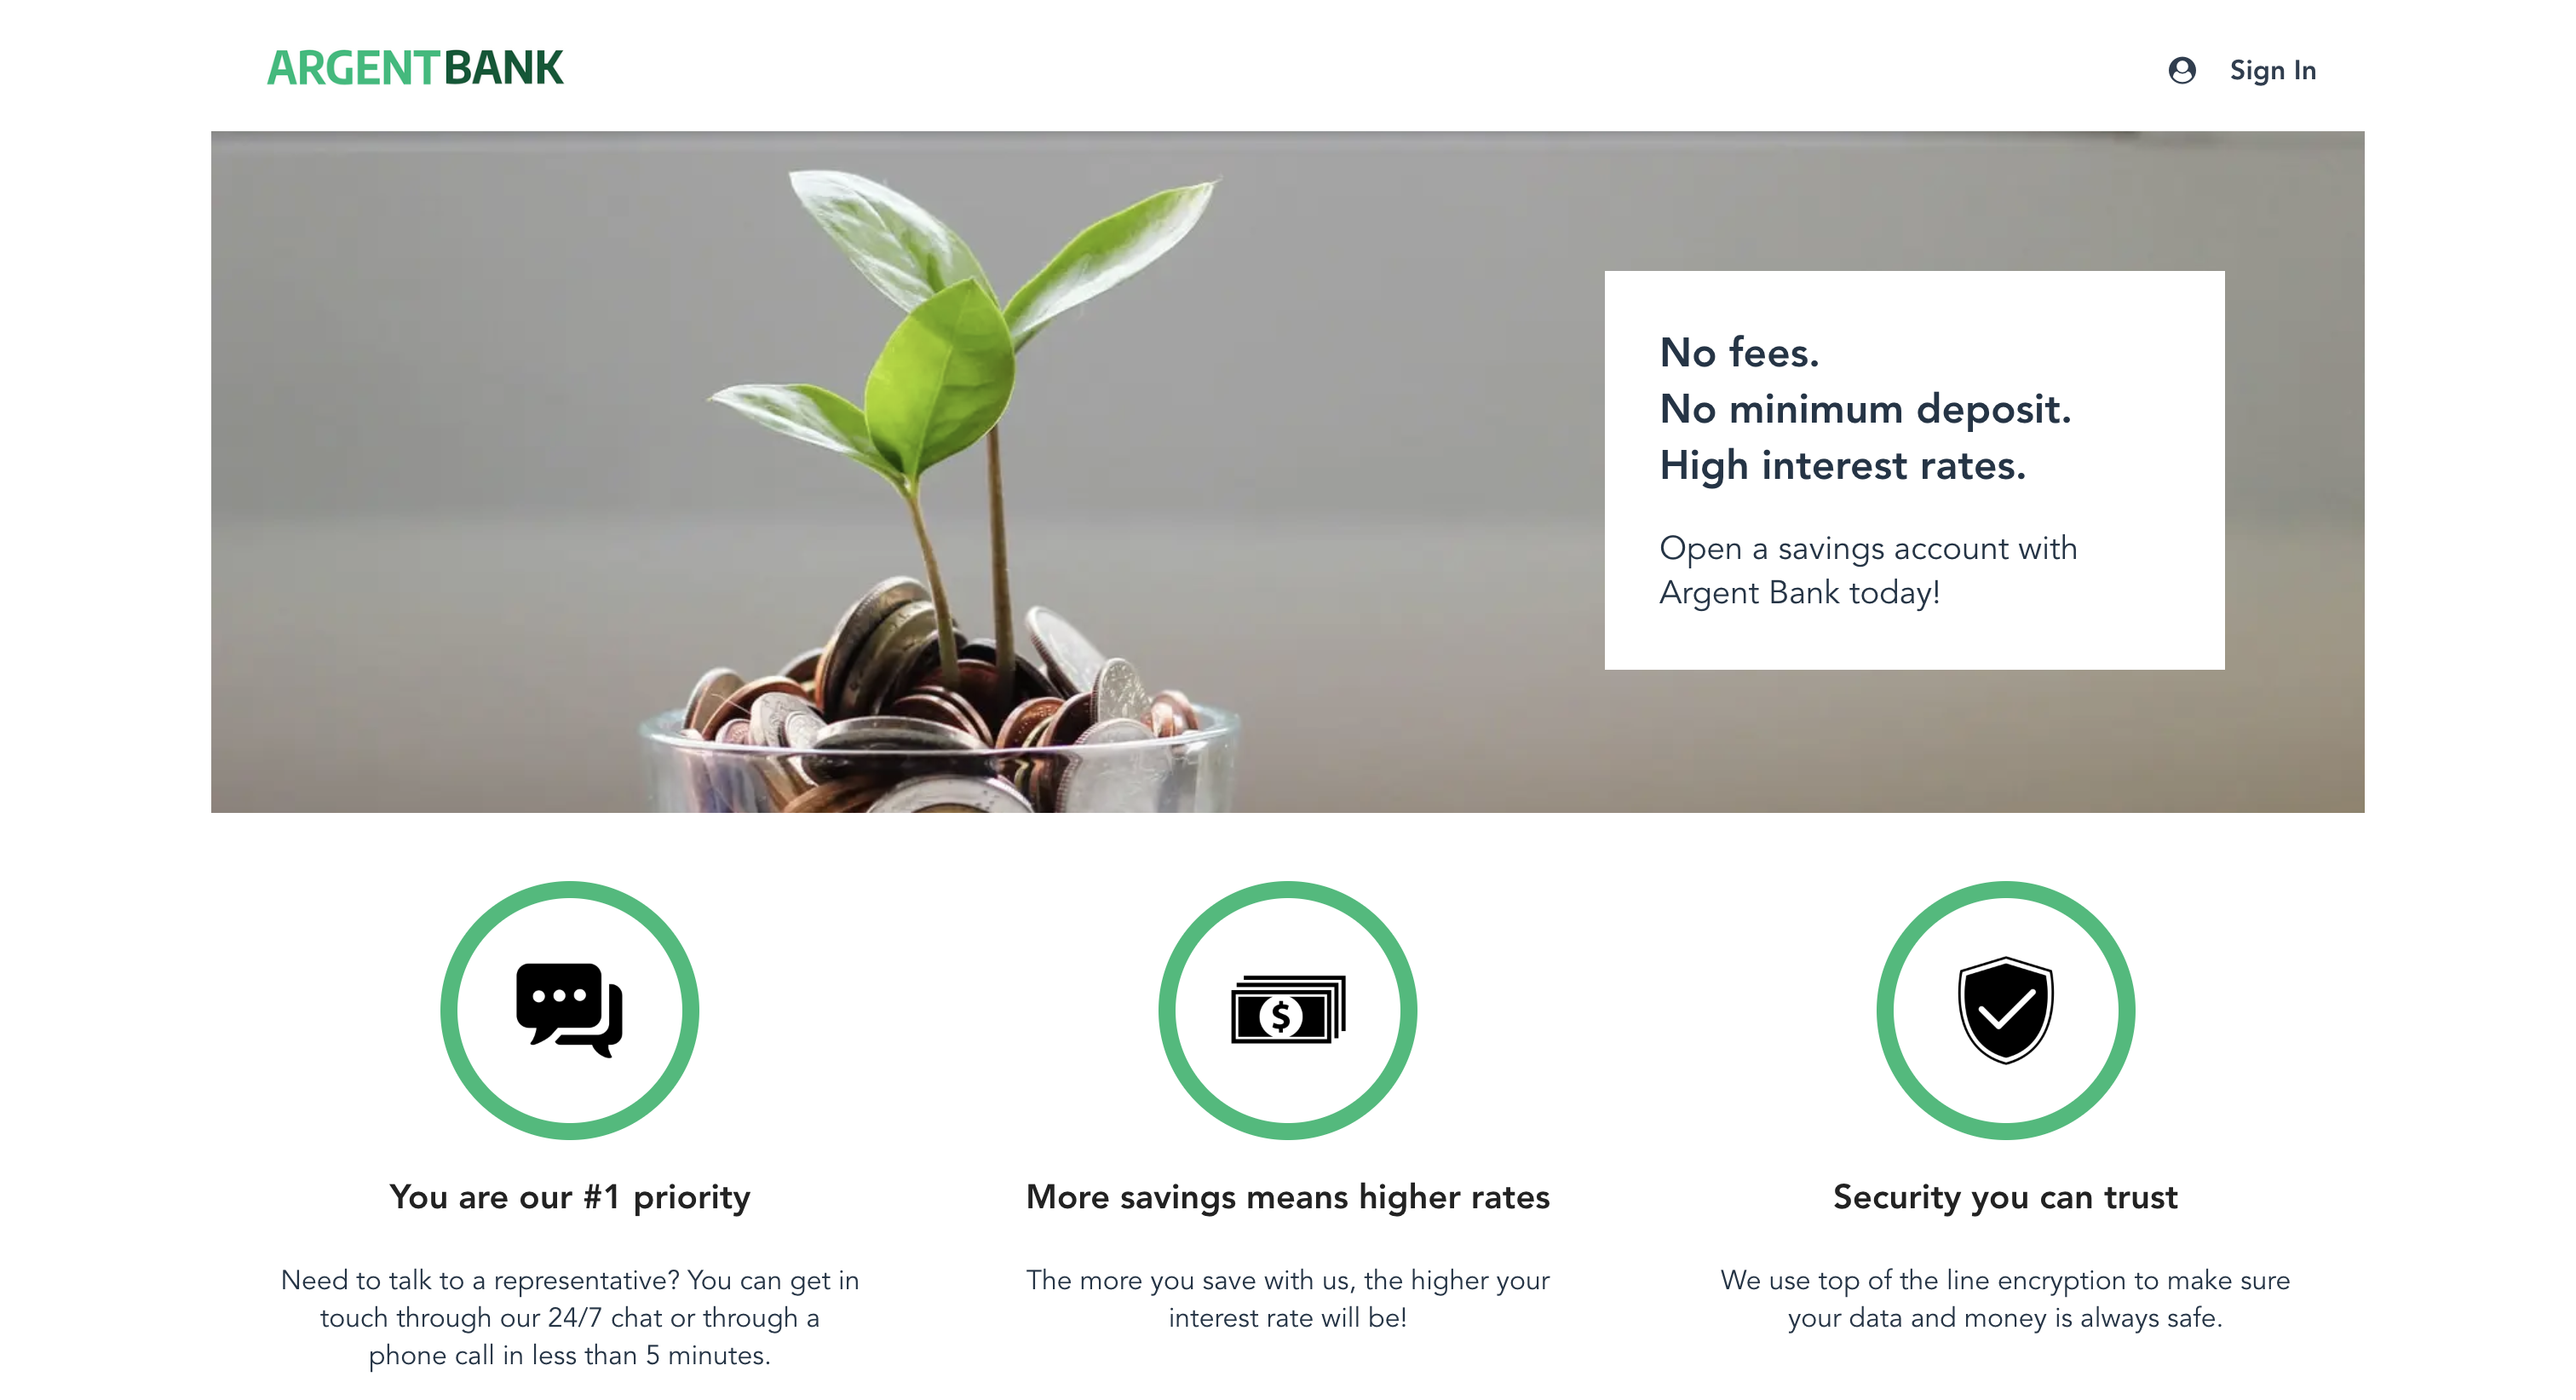 ARGENTBANK
Sign In
No fees.
No minimum deposit.
High interest rates.
Open a savings account with
Argent Bank today!
$
You are our #1 priority
Need to talk to a representative? You can get in
touch through our 24/7 chat or through a
phone call in less than 5 minutes.
More savings means higher rates
The more you save with us, the higher your
interest rate will be!
Security you can trust
We use top of the line encryption to make sure
your data and money is always safe.